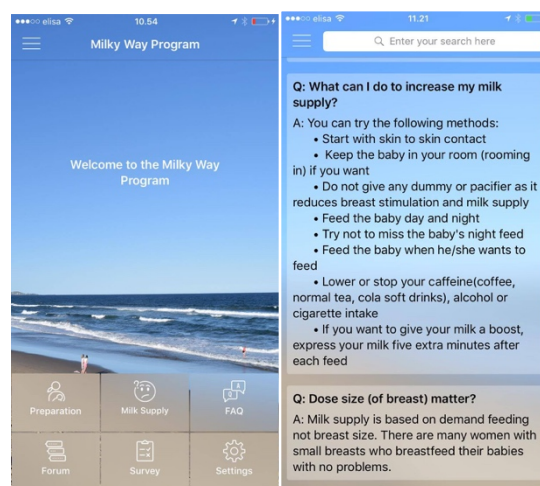 elisa 10.54
Milky Way Program
Welcome to the Milky Way
Program
Preparation
Milk Supply
FAQ
Forum
Survey
Settings
elisa 11.21
Enter your search here
Q: What can I do to increase my milk
supply?
A: You can try the following methods:
• Start with skin to skin contact
• Keep the baby in your room (rooming
in) if you want
• Do not give any dummy or pacifier as it
reduces breast stimulation and milk supply
• Feed the baby day and night
• Try not to miss the baby's night feed
• Feed the baby when he/she wants to
feed
• Lower or stop your caffeine(coffee,
normal tea, cola soft drinks), alcohol or
cigarette intake
• If you want to give your milk a boost,
express your milk five extra minutes after
each feed
Q: Dose size (of breast) matter?
A: Milk supply is based on demand feeding
not breast size. There are many women with
small breasts who breastfeed their babies
with no problems.